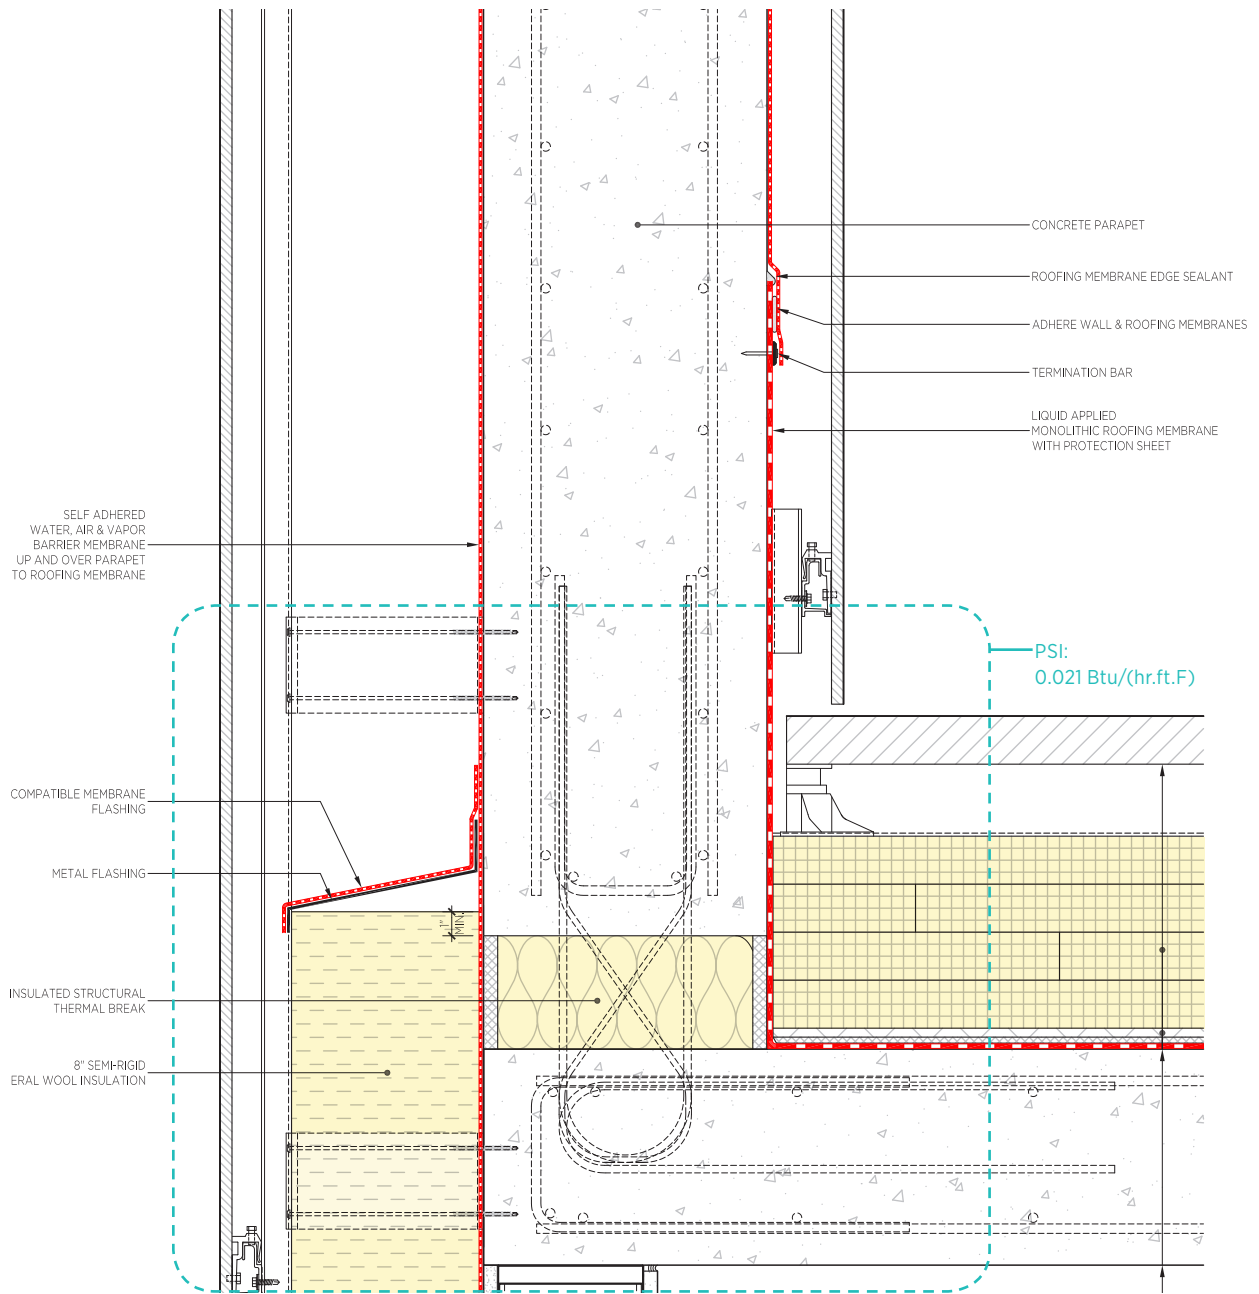 CONCRETE PARAPET
ROOFING MEMBRANE EDGE SEALANT
ADHERE WALL & ROOFING MEMBRANES
TERMINATION BAR
LIQUID APPLIED
MONOLITHIC ROOFING MEMBRANE
WITH PROTECTION SHEET
SELF ADHERED
WATER, AIR & VAPOR
BARRIER MEMBRANE
UP AND OVER PARAPET
TO ROOFING MEMBRANE
PSI:
0.021 Btu/(hr.ft.F)
COMPATIBLE MEMBRANE
FLASHING
METAL FLASHING
1"
MIN.
INSULATED STRUCTURAL
THERMAL BREAK
8" SEMI-RIGID
ERAL WOOL INSULATION